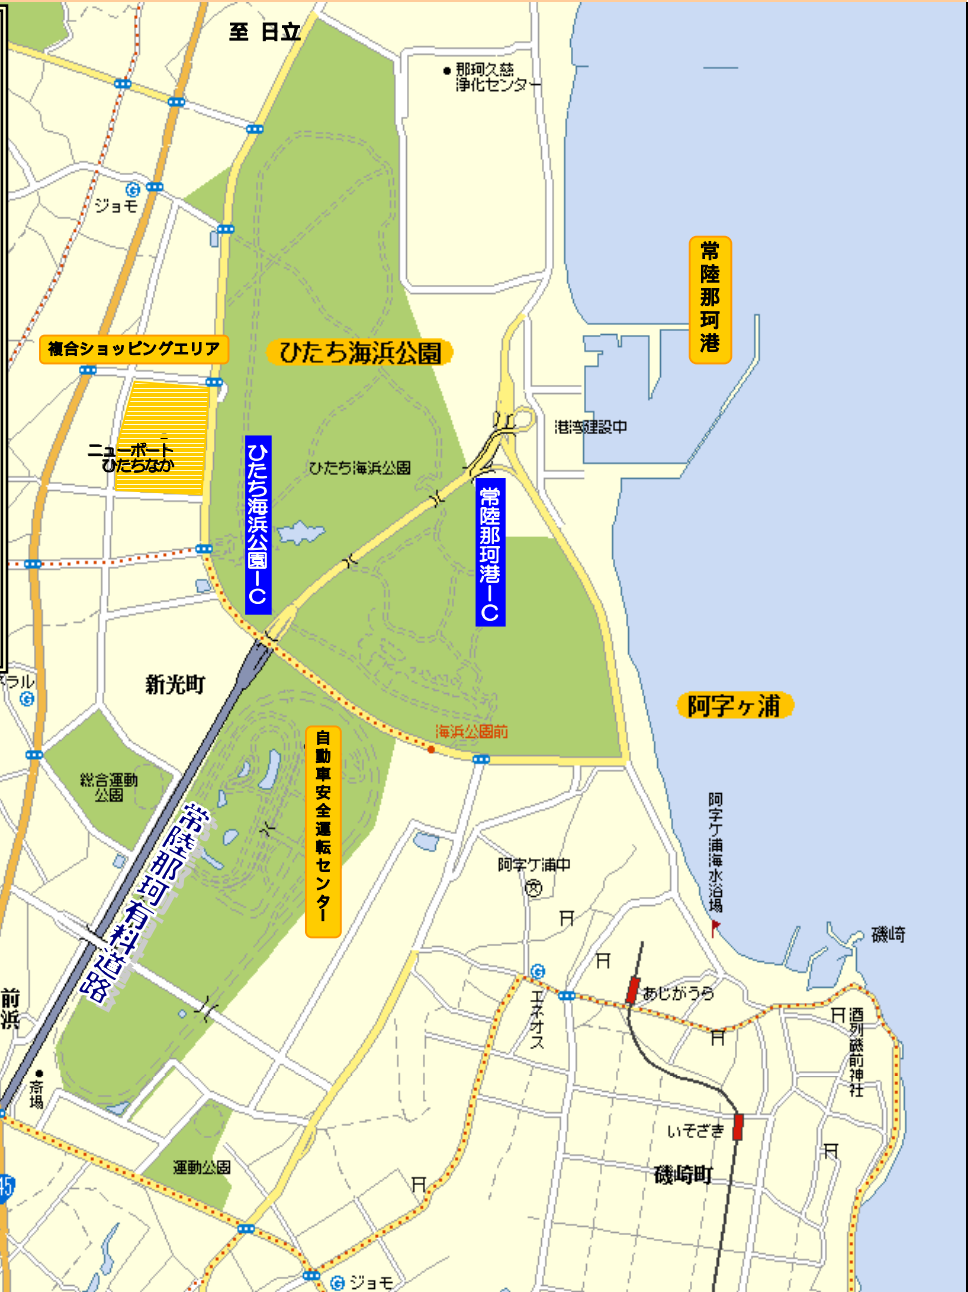 至 日立
那珂久慈
浄化センター
ジョモ
常陸那珂港
複合ショッピングエリア
ひたち海浜公園
港湾建設中
ニューポート
ひたちなか
ひたち海浜公園
ひたち海浜公園IC
常陸那珂港IC
新光町
ラル
阿字ヶ浦
海浜公園前
自動車安全運転センター
総合運動
公園
常陸那珂有料道路
阿字ケ浦海水浴場
阿字ケ浦中
文
磯崎
あじがうら
エネオス
前浜
酒列磯前神社
斎場
いそざき
運動公園
磯崎町
45
ジョモ